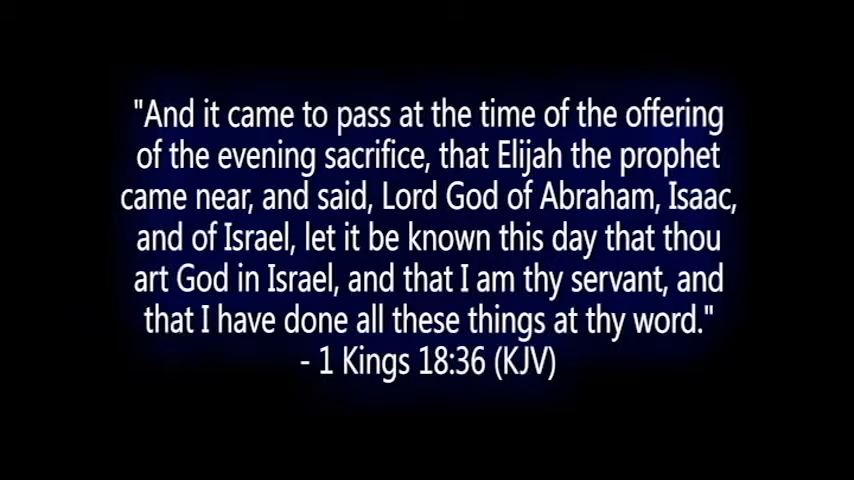 "And it came to pass at the time of the offering
of the evening sacrifice, that Elijah the prophet
came near, and said, Lord God of Abraham, Isaac,
and of Israel, let it be known this day that thou
art God in Israel, and that I am thy servant, and
that I have done all these things at thy word."
- 1 Kings 18:36 (KJV)